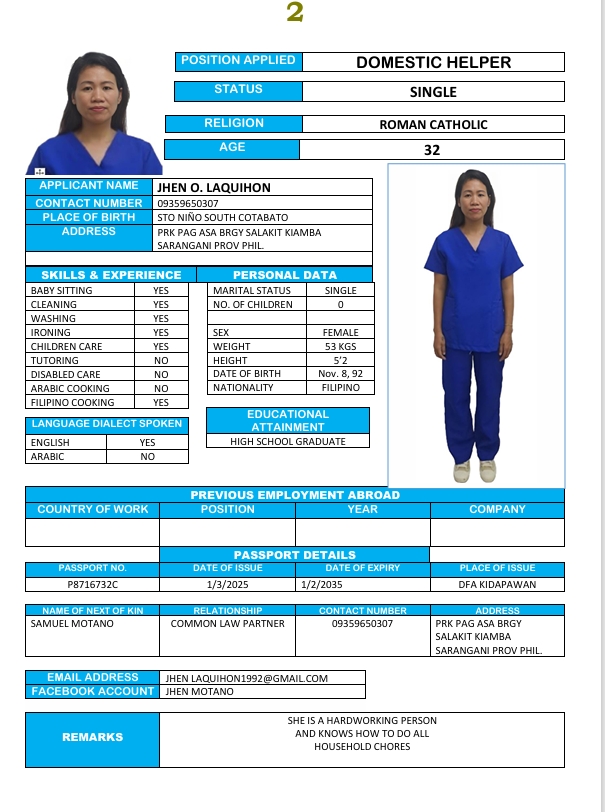 2
POSITION APPLIED DOMESTIC HELPER
STATUS SINGLE
RELIGION ROMAN CATHOLIC
AGE 32
APPLICANT NAME JHEN O. LAQUIHON
CONTACT NUMBER 09359650307
PLACE OF BIRTH STO NIÑO SOUTH COTABATO
ADDRESS PRK PAG ASA BRGY SALAKIT KIAMBA
SARANGANI PROV PHIL.
SKILLS & EXPERIENCE
BABY SITTING YES
CLEANING YES
WASHING YES
IRONING YES
CHILDREN CARE YES
TUTORING NO
DISABLED CARE NO
ARABIC COOKING NO
FILIPINO COOKING YES
LANGUAGE DIALECT SPOKEN
ENGLISH YES
ARABIC NO
PERSONAL DATA
MARITAL STATUS SINGLE
NO. OF CHILDREN 0
SEX FEMALE
WEIGHT 53 KGS
HEIGHT 5'2
DATE OF BIRTH Nov. 8, 92
NATIONALITY FILIPINO
EDUCATIONAL
ATTAINMENT
HIGH SCHOOL GRADUATE
PREVIOUS EMPLOYMENT ABROAD
COUNTRY OF WORK POSITION YEAR COMPANY
PASSPORT DETAILS
PASSPORT NO. DATE OF ISSUE DATE OF EXPIRY PLACE OF ISSUE
P8716732C 1/3/2025 1/2/2035 DFA KIDAPAWAN
NAME OF NEXT OF KIN RELATIONSHIP CONTACT NUMBER ADDRESS
SAMUEL MOTANO COMMON LAW PARTNER 09359650307 PRK PAG ASA BRGY
SALAKIT KIAMBA
SARANGANI PROV PHIL.
EMAIL ADDRESS JHEN LAQUIHON1992@GMAIL.COM
FACEBOOK ACCOUNT JHEN MOTANO
REMARKS
SHE IS A HARDWORKING PERSON
AND KNOWS HOW TO DO ALL
HOUSEHOLD CHORES